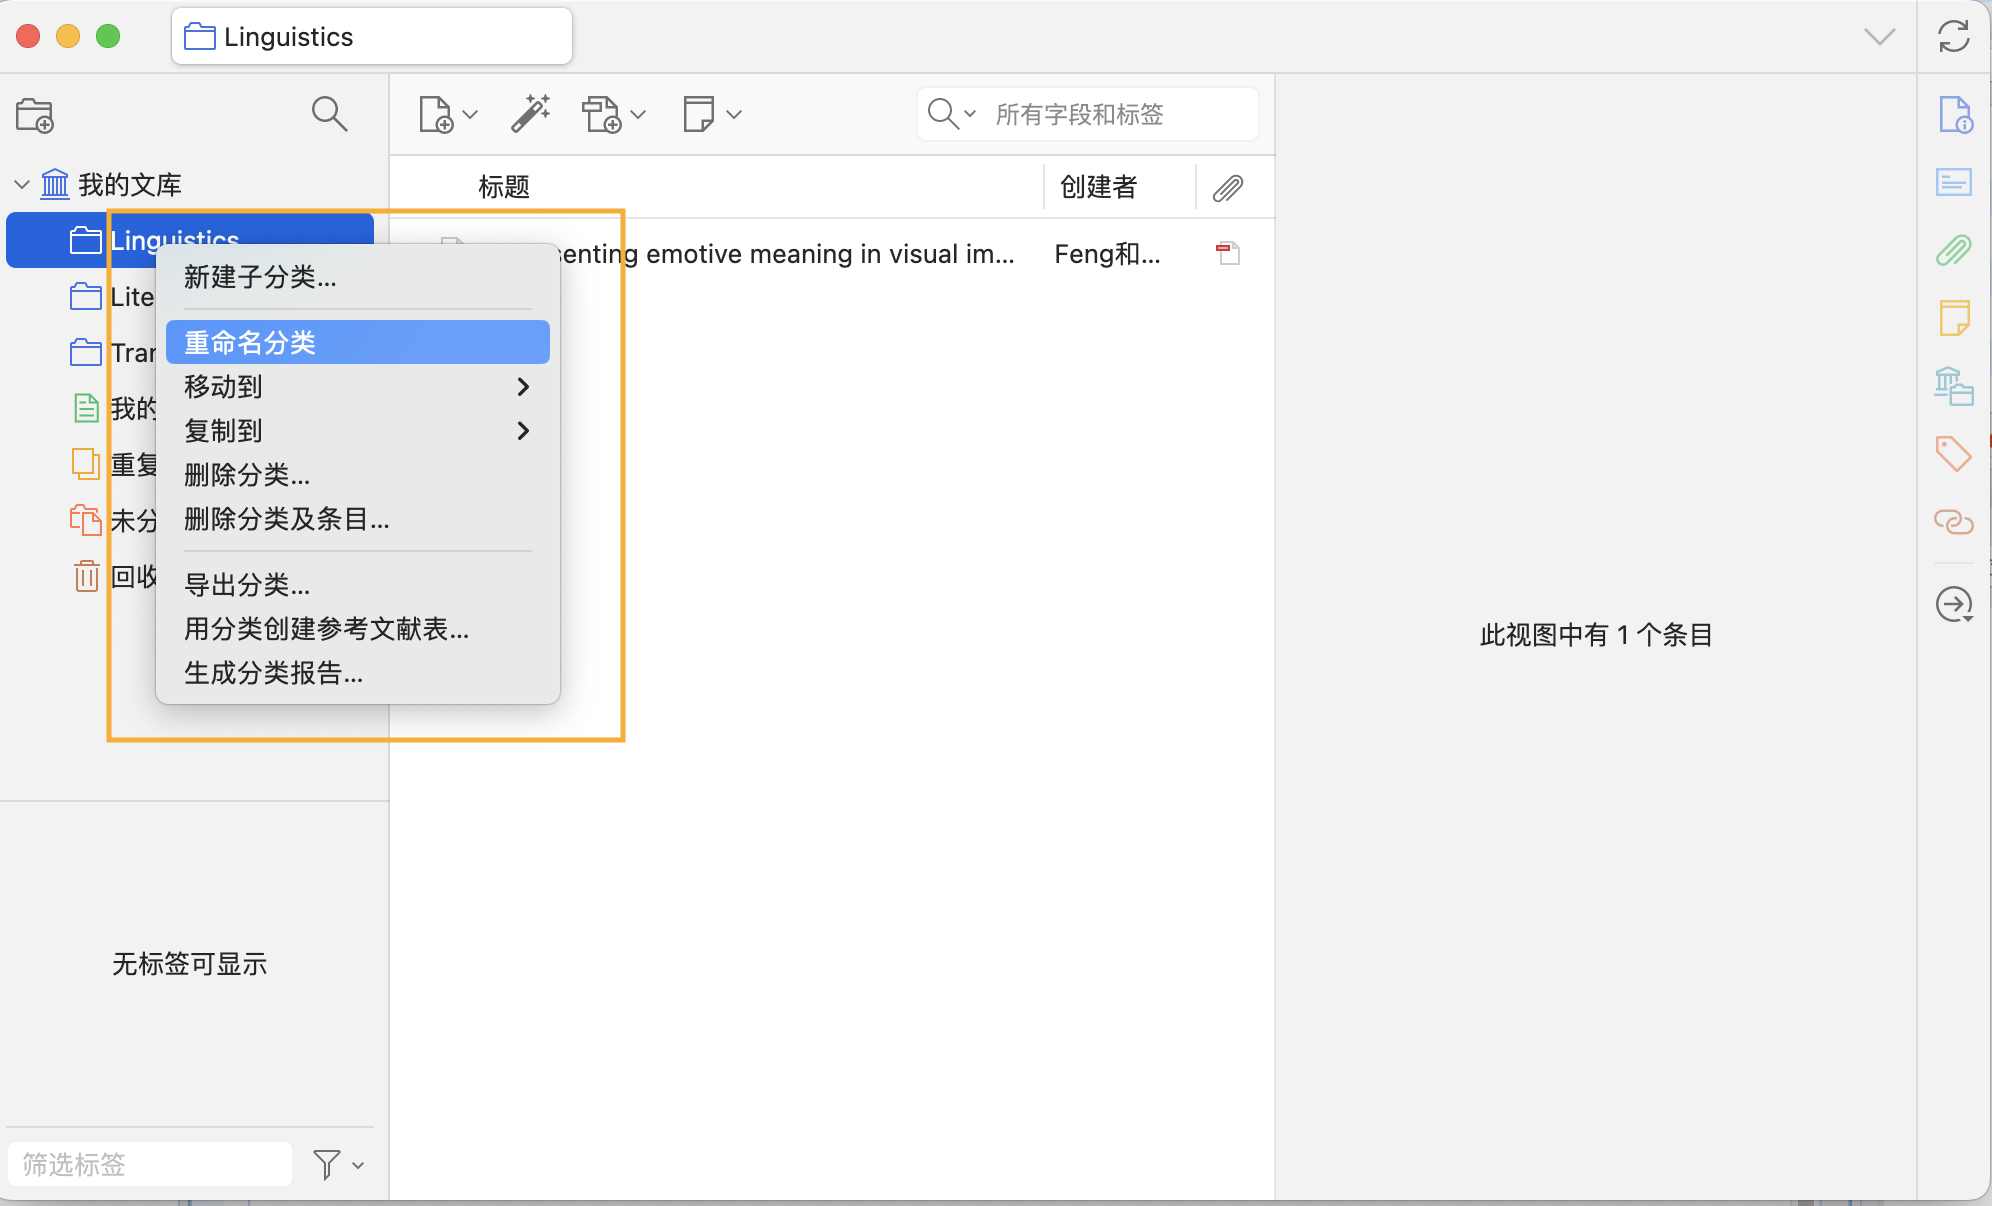 Linguistics
所有字段和标签
我的文库
标题
创建者
Linguistics
senting emotive meaning in visual im...
Feng和...
Lite
Tran
我的
重复
未分
回收
新建子分类...
重命名分类
移动到
复制到
删除分类...
删除分类及条目...
导出分类...
用分类创建参考文献表...
生成分类报告...
此视图中有 1 个条目
无标签可显示
筛选标签